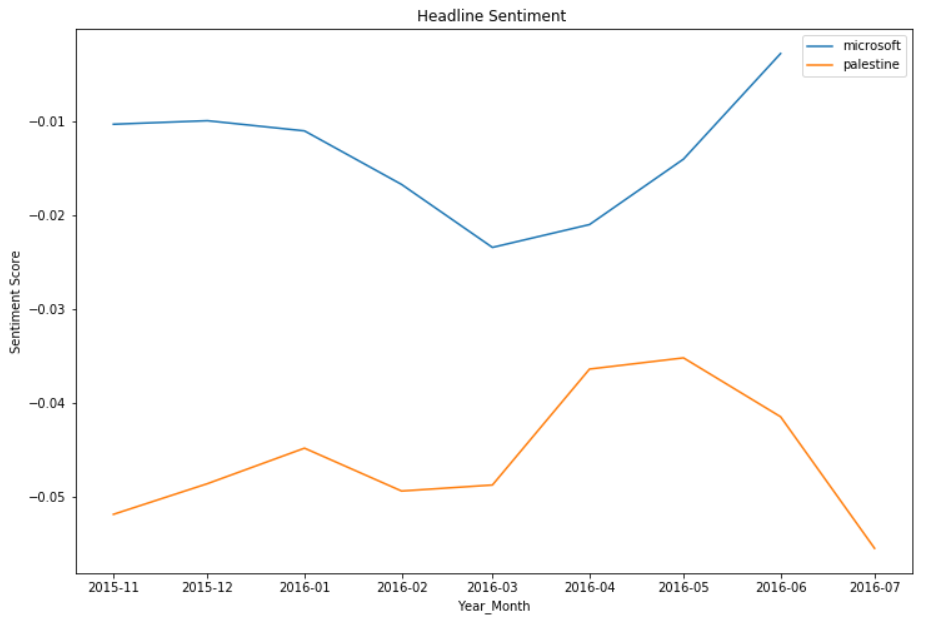 Headline Sentiment
microsoft
palestine
−0.01
−0.02
−0.03
−0.04
−0.05
Sentiment Score
2015-11 2015-12 2016-01 2016-02 2016-03 2016-04 2016-05 2016-06 2016-07
Year_Month